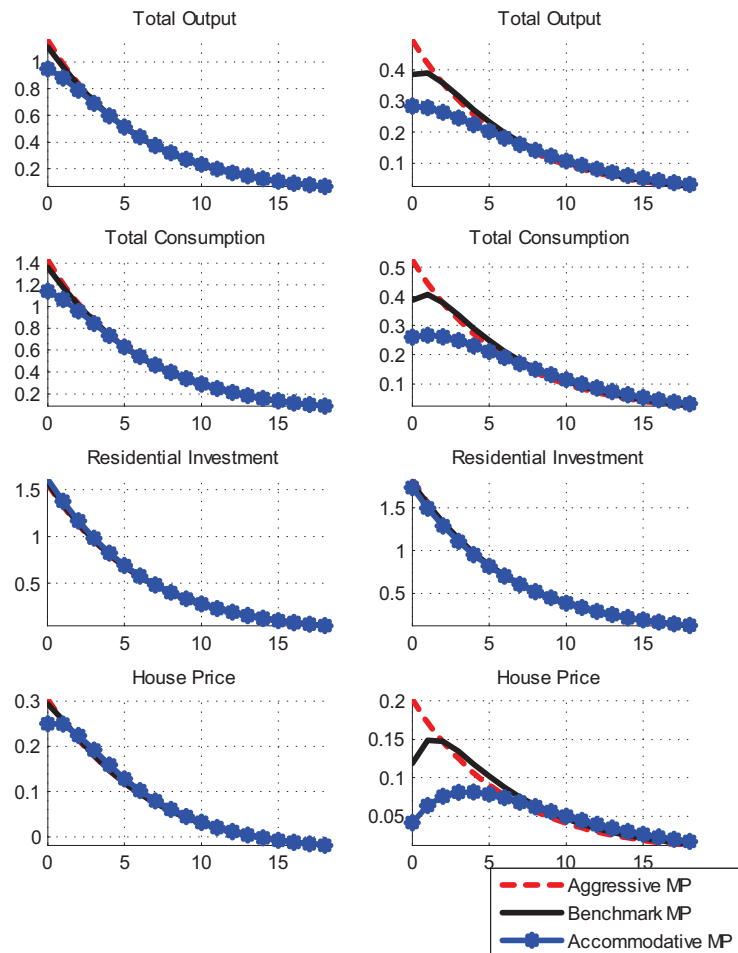 Total Output
Total Output
1
0.8
0.6
0.4
0.2
0 5 10 15
0.4
0.3
0.2
0.1
0 5 10 15
Total Consumption
Total Consumption
1.4
1.2
1
0.8
0.6
0.4
0.2
0 5 10 15
0.5
0.4
0.3
0.2
0.1
0 5 10 15
Residential Investment
Residential Investment
1.5
1
0.5
0 5 10 15
1.5
1
0.5
0 5 10 15
House Price
House Price
0.3
0.2
0.1
0
0 5 10 15
0.2
0.15
0.1
0.05
0 5 10 15
Aggressive MP
Benchmark MP
Accommodative MP